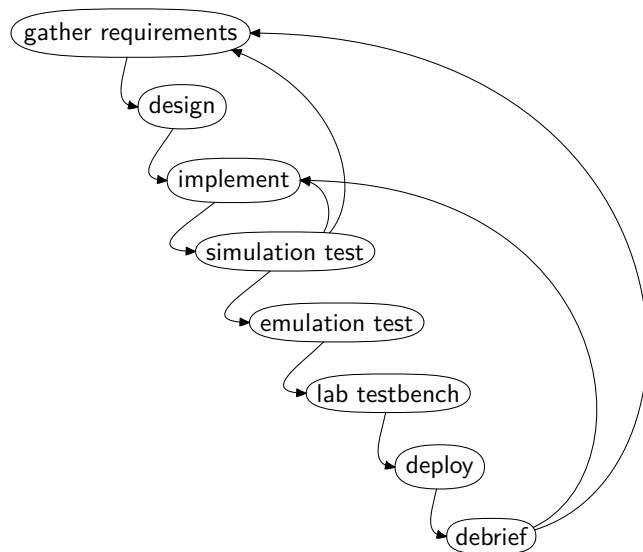 gather requirements
design
implement
simulation test
emulation test
lab testbench
deploy
debrief